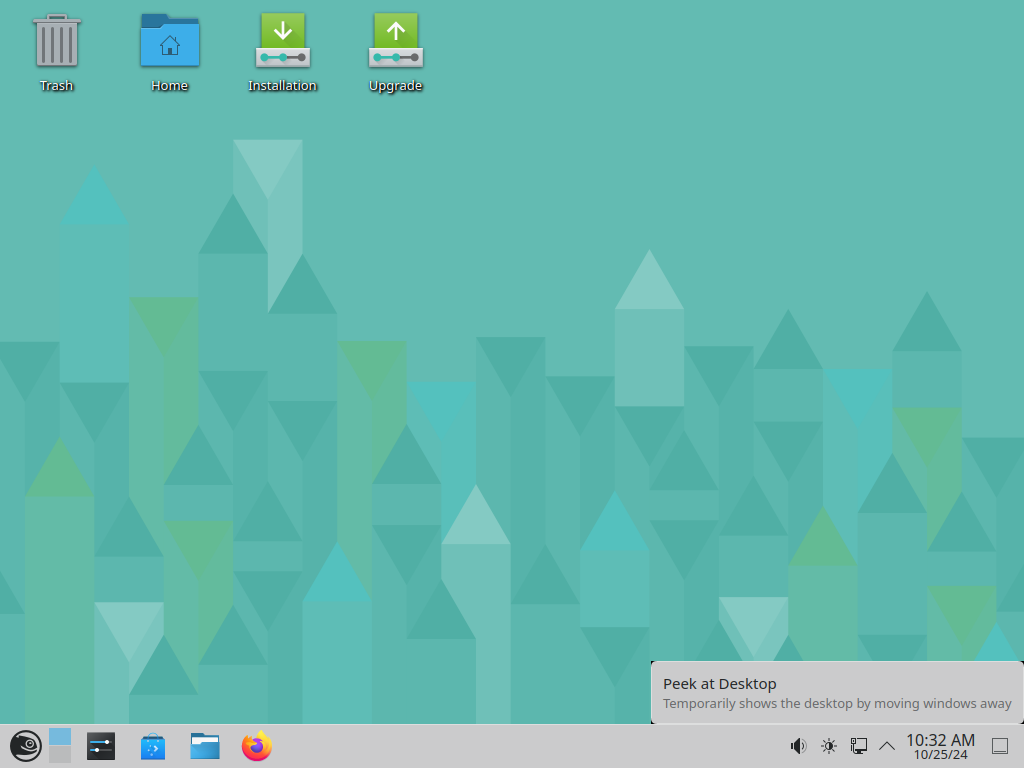 Trash
Home
Installation
Upgrade
Peek at Desktop
Temporarily shows the desktop by moving windows away
10:32 AM
10/25/24